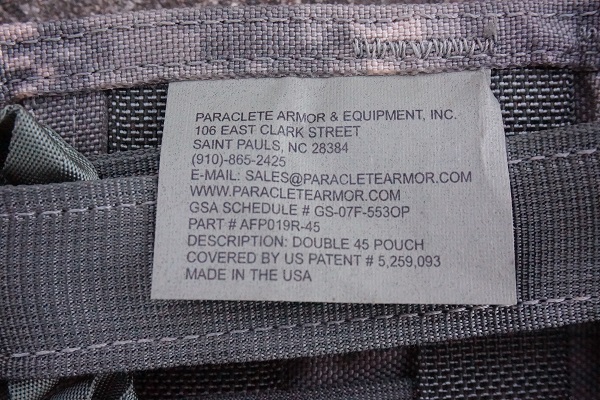 PARACLETE ARMOR & EQUIPMENT, INC.
106 EAST CLARK STREET
SAINT PAULS, NC 28384
(910)-865-2425
E-MAIL: SALES@PARACLETEARMOR.COM
WWW.PARACLETEARMOR.COM
GSA SCHEDULE # GS-07F-553OP
PART # AFP019R-45
DESCRIPTION: DOUBLE 45 POUCH
COVERED BY US PATENT # 5,259,093
MADE IN THE USA